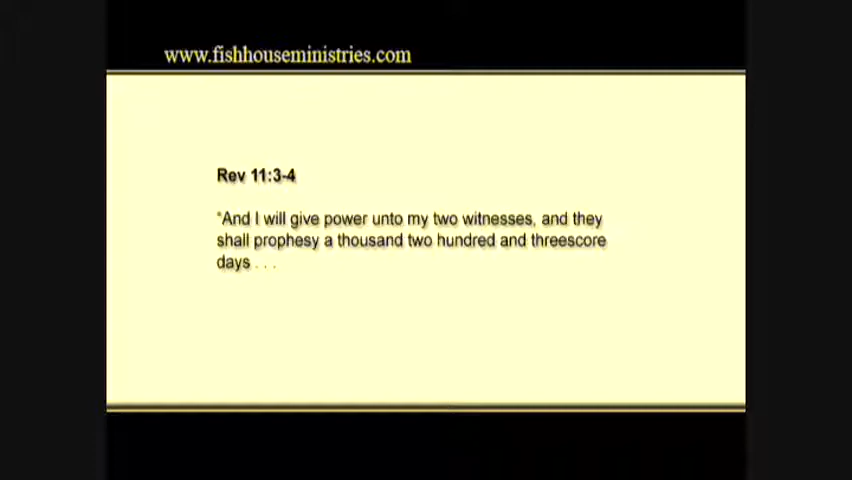 www.fishhouseministries.com
Rev 11:3-4
"And I will give power unto my two witnesses, and they
shall prophesy a thousand two hundred and threescore
days . . .